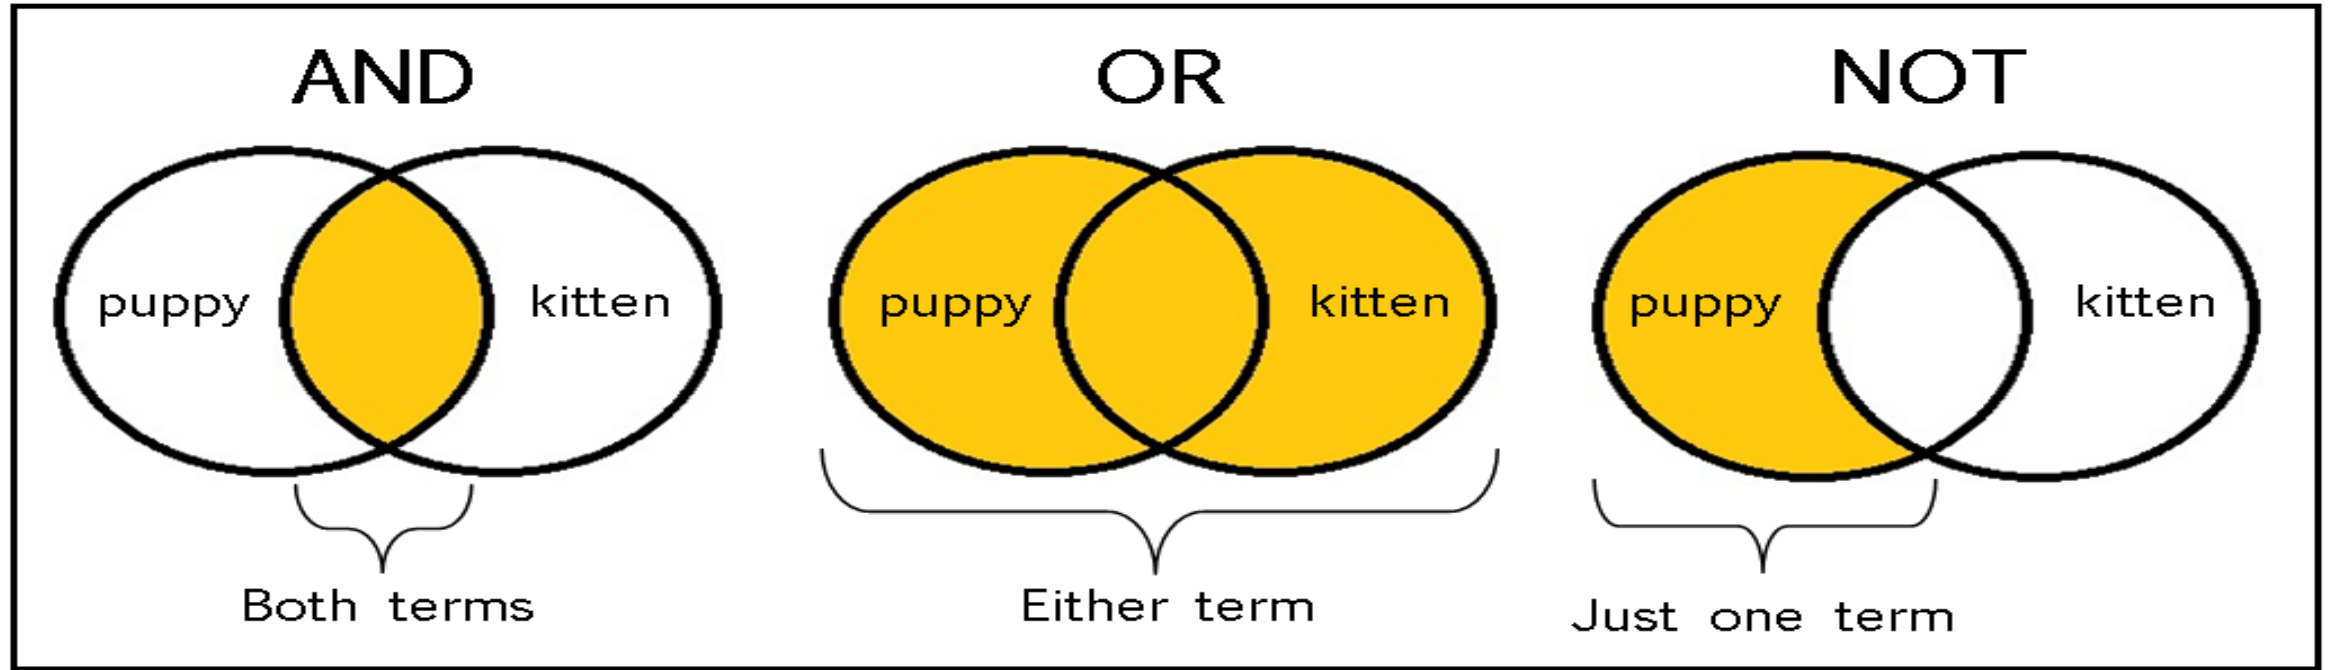 AND
puppy kitten
Both terms
OR
puppy kitten
Either term
NOT
puppy kitten
Just one term